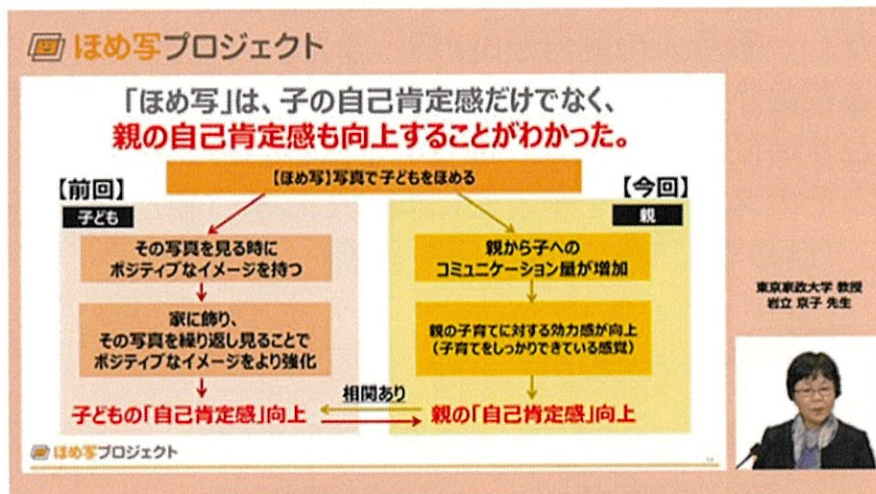 ほめ写プロジェクト
「ほめ写」は、子の自己肯定感だけでなく、
親の自己肯定感も向上することがわかった。
【ほめ写】写真で子どもをほめる
【前回】
子ども
その写真を見る時に
ポジティブなイメージを持つ
家に飾り、
その写真を繰り返し見ることで
ポジティブなイメージをより強化
子どもの「自己肯定感」向上
【今回】
親
親から子への
コミュニケーション量が増加
親の子育てに対する効力感が向上
(子育てをしっかりできている感覚)
親の「自己肯定感」向上
相関あり
ほめ写プロジェクト
東京家政大学 教授
岩立 京子 先生